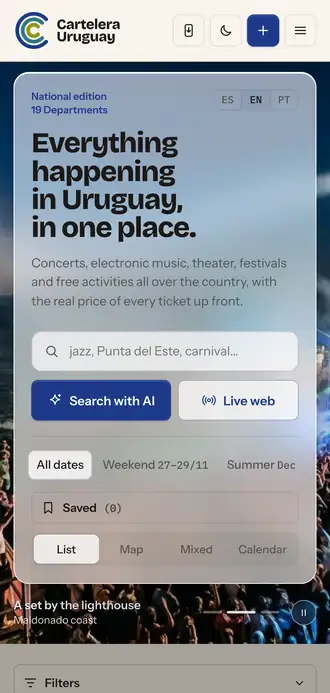 Cartelera
Uruguay
National edition
19 Departments
ES EN PT
Everything
happening
in Uruguay,
in one place.
Concerts, electronic music, theater, festivals
and free activities all over the country, with
the real price of every ticket up front.
jazz, Punta del Este, carnival...
Search with AI
Live web
All dates Weekend 27–29/11 Summer Dec
Saved (0)
List Map Mixed Calendar
A set by the lighthouse
Maldonado coast
Filters